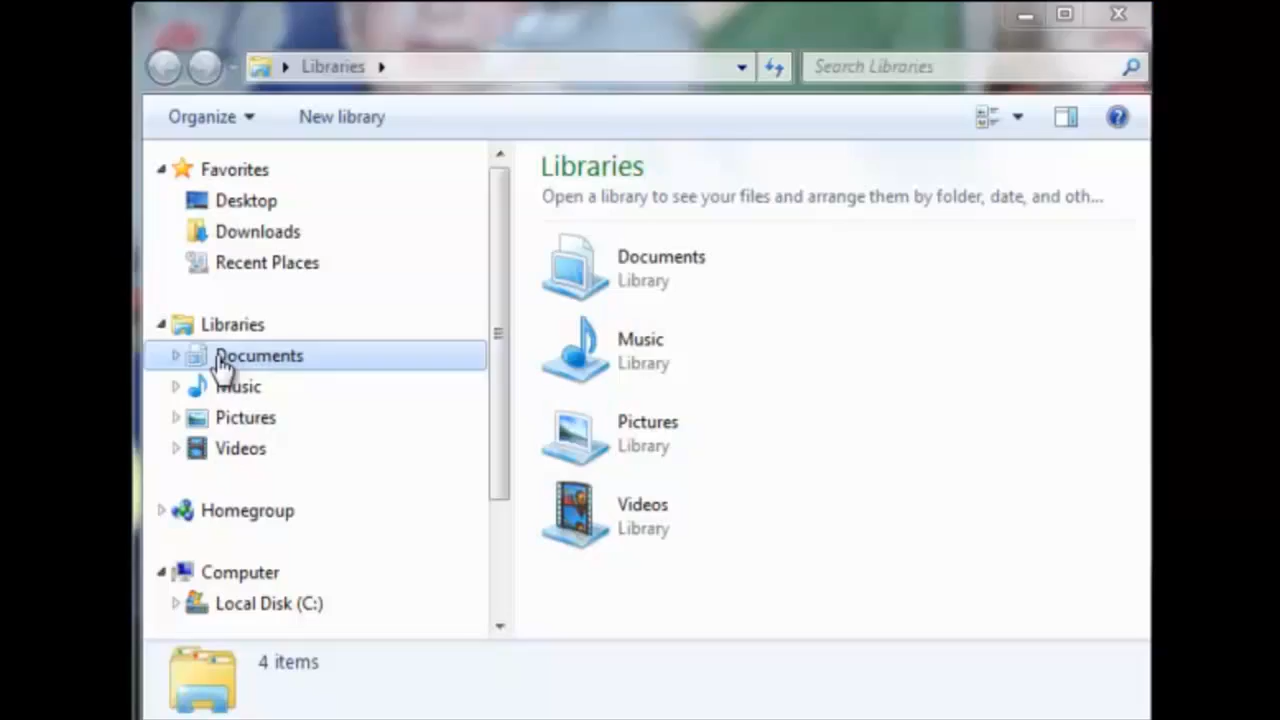 Libraries
Search Libraries
Organize
New library
?
Favorites
Desktop
Downloads
Recent Places
Libraries
Documents
Music
Pictures
Videos
Homegroup
Computer
Local Disk (C:)
Libraries
Open a library to see your files and arrange them by folder, date, and oth...
Documents
Library
Music
Library
Pictures
Library
Videos
Library
4 items